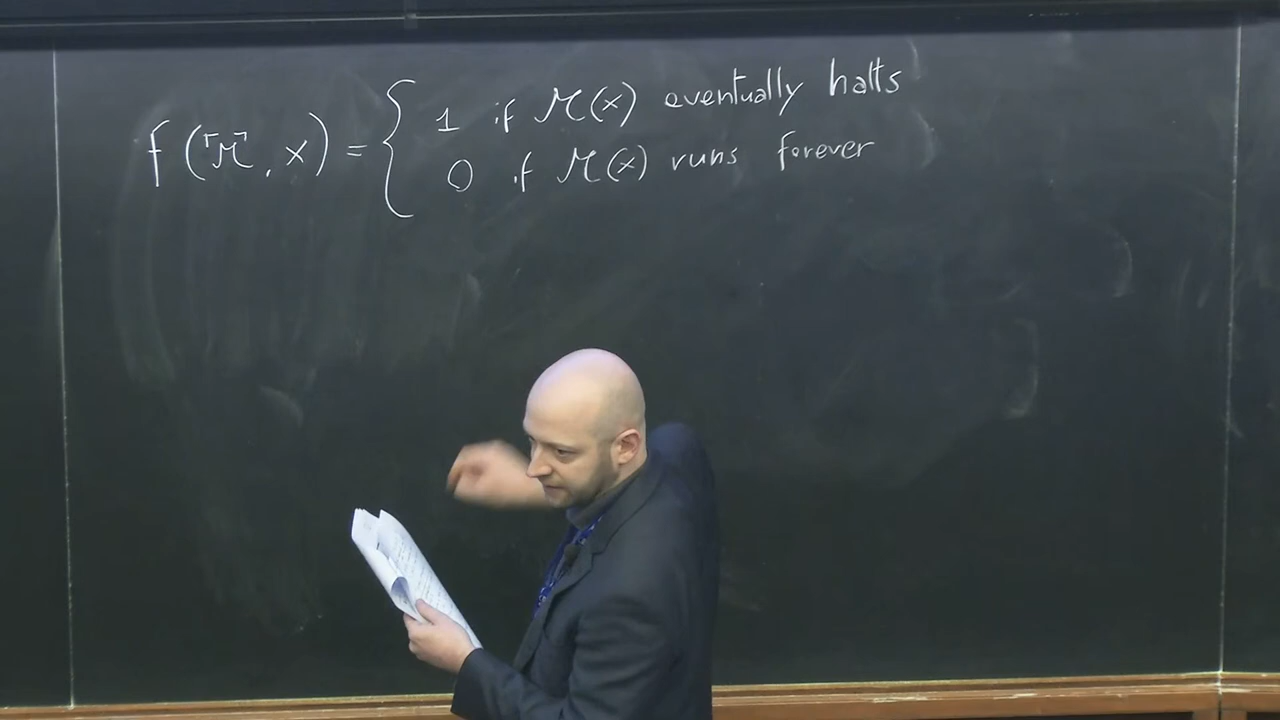 f(⌜M⌝, x) = { 1 if M(x) eventually halts
0 if M(x) runs forever